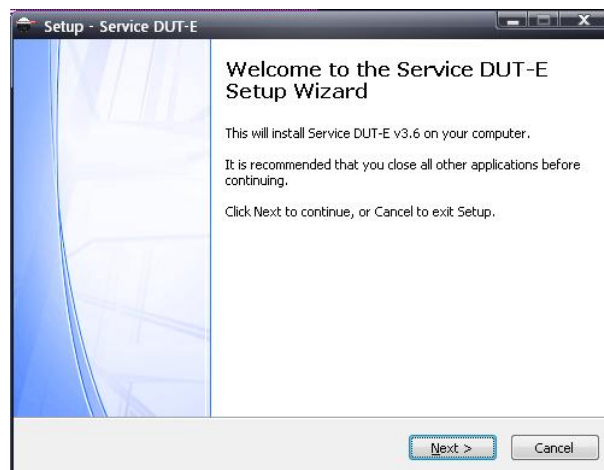 Setup - Service DUT-E
Welcome to the Service DUT-E
Setup Wizard
This will install Service DUT-E v3.6 on your computer.
It is recommended that you close all other applications before
continuing.
Click Next to continue, or Cancel to exit Setup.
Next >
Cancel